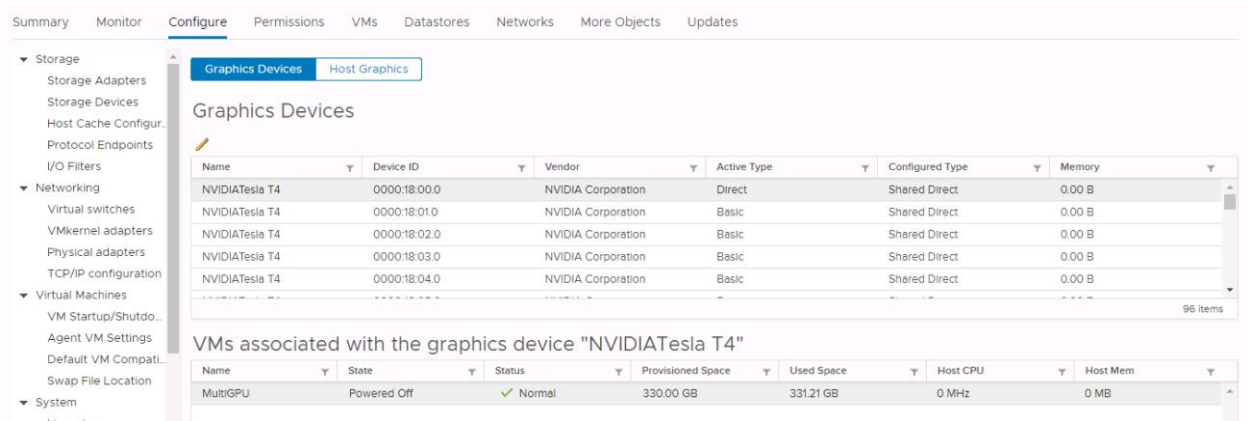 Summary Monitor Configure Permissions VMs Datastores Networks More Objects Updates
Storage
Storage Adapters
Storage Devices
Host Cache Configur...
Protocol Endpoints
I/O Filters
Networking
Virtual switches
VMkernel adapters
Physical adapters
TCP/IP configuration
Virtual Machines
VM Startup/Shutdo...
Agent VM Settings
Default VM Compati...
Swap File Location
System
Graphics Devices Host Graphics
Graphics Devices
Name Device ID Vendor Active Type Configured Type Memory
NVIDIATesla T4 0000:18:00.0 NVIDIA Corporation Direct Shared Direct 0.00 B
NVIDIATesla T4 0000:18:01.0 NVIDIA Corporation Basic Shared Direct 0.00 B
NVIDIATesla T4 0000:18:02.0 NVIDIA Corporation Basic Shared Direct 0.00 B
NVIDIATesla T4 0000:18:03.0 NVIDIA Corporation Basic Shared Direct 0.00 B
NVIDIATesla T4 0000:18:04.0 NVIDIA Corporation Basic Shared Direct 0.00 B
96 items
VMs associated with the graphics device "NVIDIATesla T4"
Name State Status Provisioned Space Used Space Host CPU Host Mem
MultiGPU Powered Off Normal 330.00 GB 331.21 GB 0 MHz 0 MB